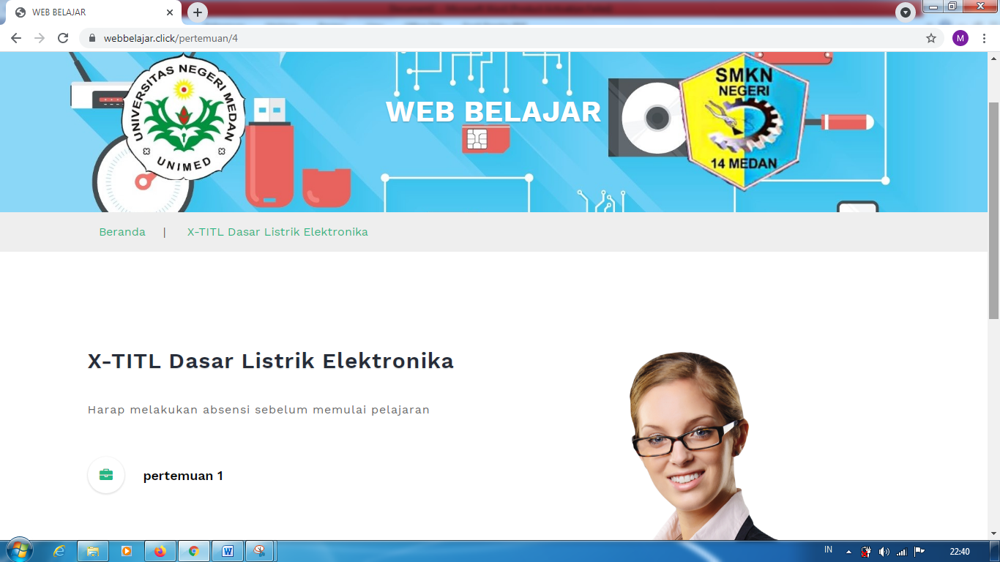 WEB BELAJAR
webbelajar.click/pertemuan/4
M
UNIVERSITAS NEGERI MEDAN
UNIMED
WEB BELAJAR
SMKN
NEGERI
14 MEDAN
Beranda | X-TITL Dasar Listrik Elektronika
X-TITL Dasar Listrik Elektronika
Harap melakukan absensi sebelum memulai pelajaran
pertemuan 1
IN
22:40